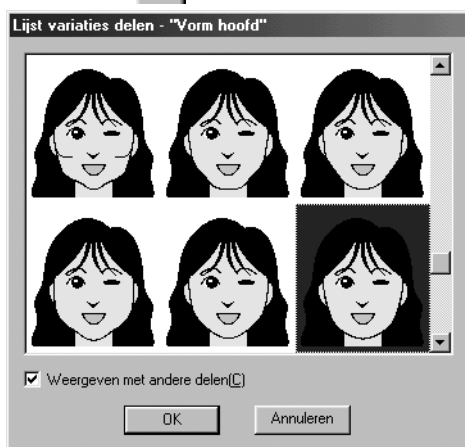 Lijst variaties delen - "Vorm hoofd"
Weergeven met andere delen(C)
OK
Annuleren